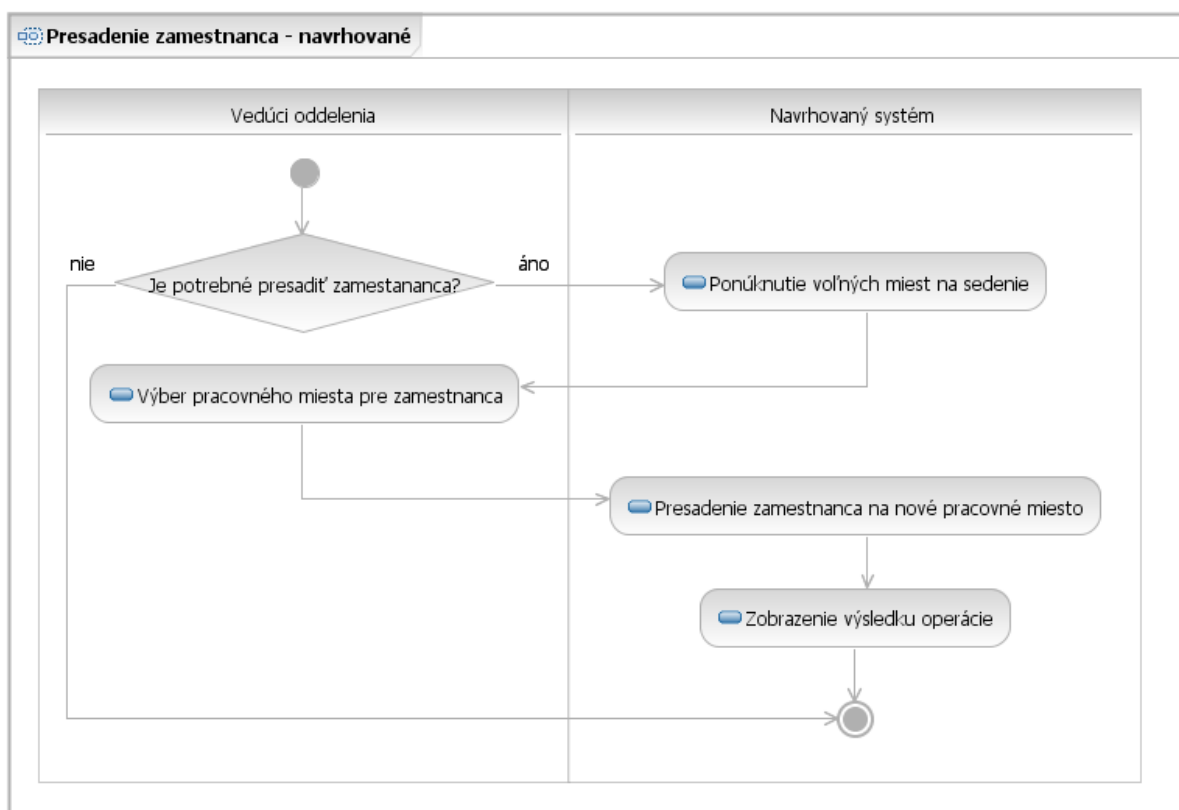 Presadenie zamestnanca - navrhované
Vedúci oddelenia
Navrhovaný systém
nie
áno
Je potrebné presadiť zamestananca?
Ponúknutie voľných miest na sedenie
Výber pracovného miesta pre zamestnanca
Presadenie zamestnanca na nové pracovné miesto
Zobrazenie výsledku operácie